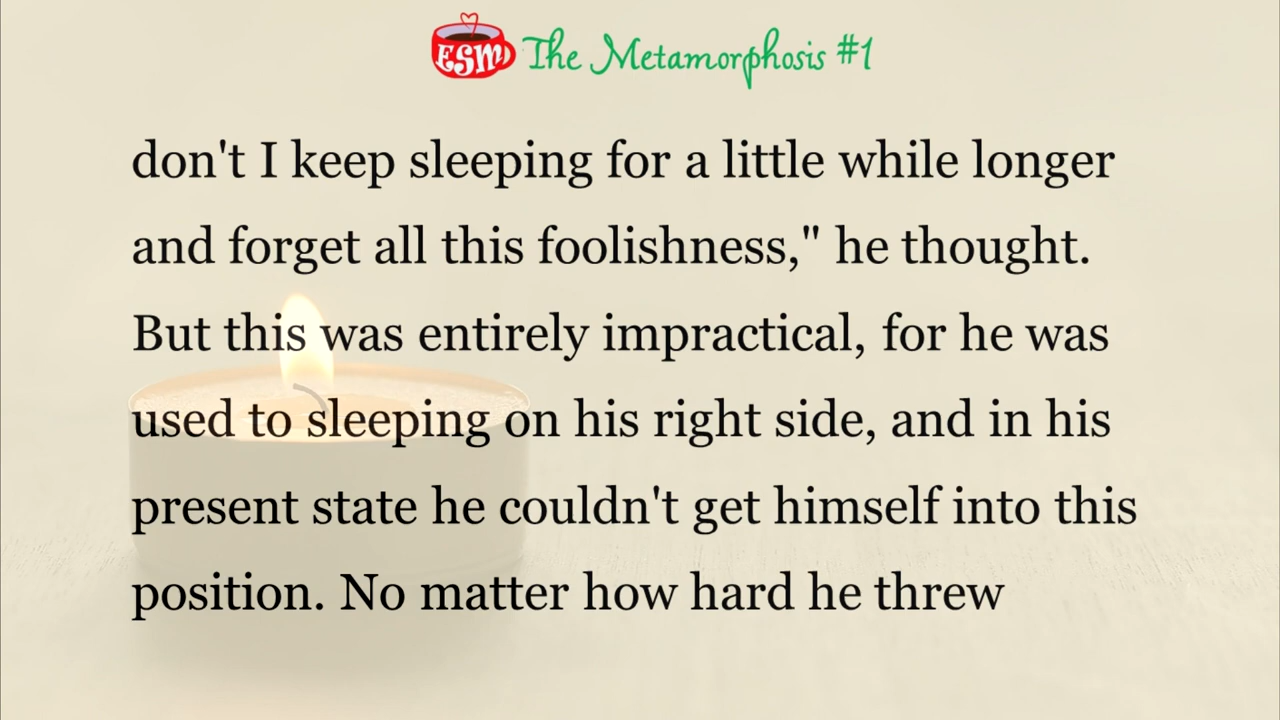 ESM The Metamorphosis #1
don't I keep sleeping for a little while longer
and forget all this foolishness," he thought.
But this was entirely impractical, for he was
used to sleeping on his right side, and in his
present state he couldn't get himself into this
position. No matter how hard he threw